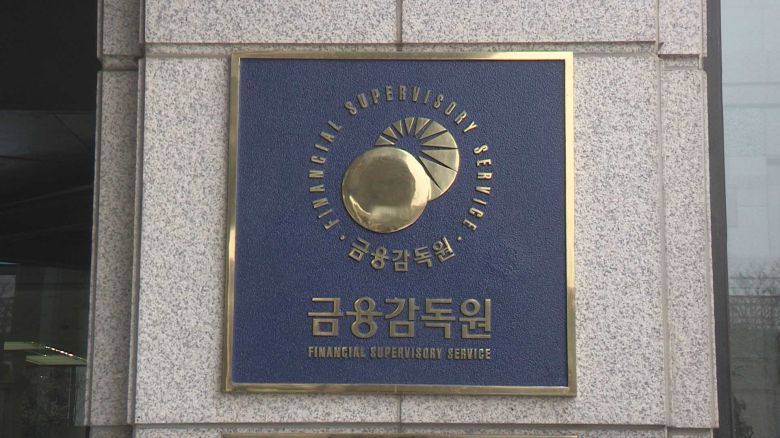 · FINANCIAL SUPERVISORY SERVICE ·
금융감독원
금융감독원
FINANCIAL SUPERVISORY SERVICE